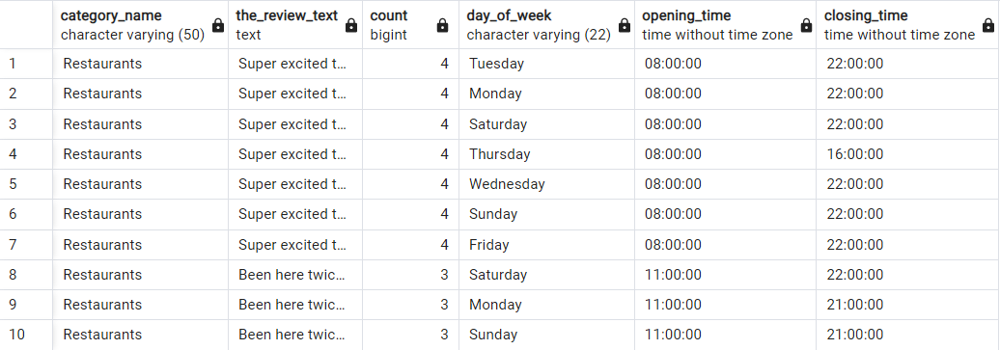 category_name the_review_text count day_of_week opening_time closing_time
character varying (50) text bigint character varying (22) time without time zone time without time zone
1 Restaurants Super excited t... 4 Tuesday 08:00:00 22:00:00
2 Restaurants Super excited t... 4 Monday 08:00:00 22:00:00
3 Restaurants Super excited t... 4 Saturday 08:00:00 22:00:00
4 Restaurants Super excited t... 4 Thursday 08:00:00 16:00:00
5 Restaurants Super excited t... 4 Wednesday 08:00:00 22:00:00
6 Restaurants Super excited t... 4 Sunday 08:00:00 22:00:00
7 Restaurants Super excited t... 4 Friday 08:00:00 22:00:00
8 Restaurants Been here twic... 3 Saturday 11:00:00 22:00:00
9 Restaurants Been here twic... 3 Monday 11:00:00 21:00:00
10 Restaurants Been here twic... 3 Sunday 11:00:00 21:00:00